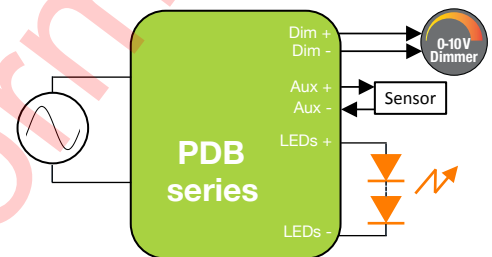 Dim +
Dim -
0-10V
Dimmer
Aux +
Aux -
Sensor
LEDs +
PDB
series
LEDs -